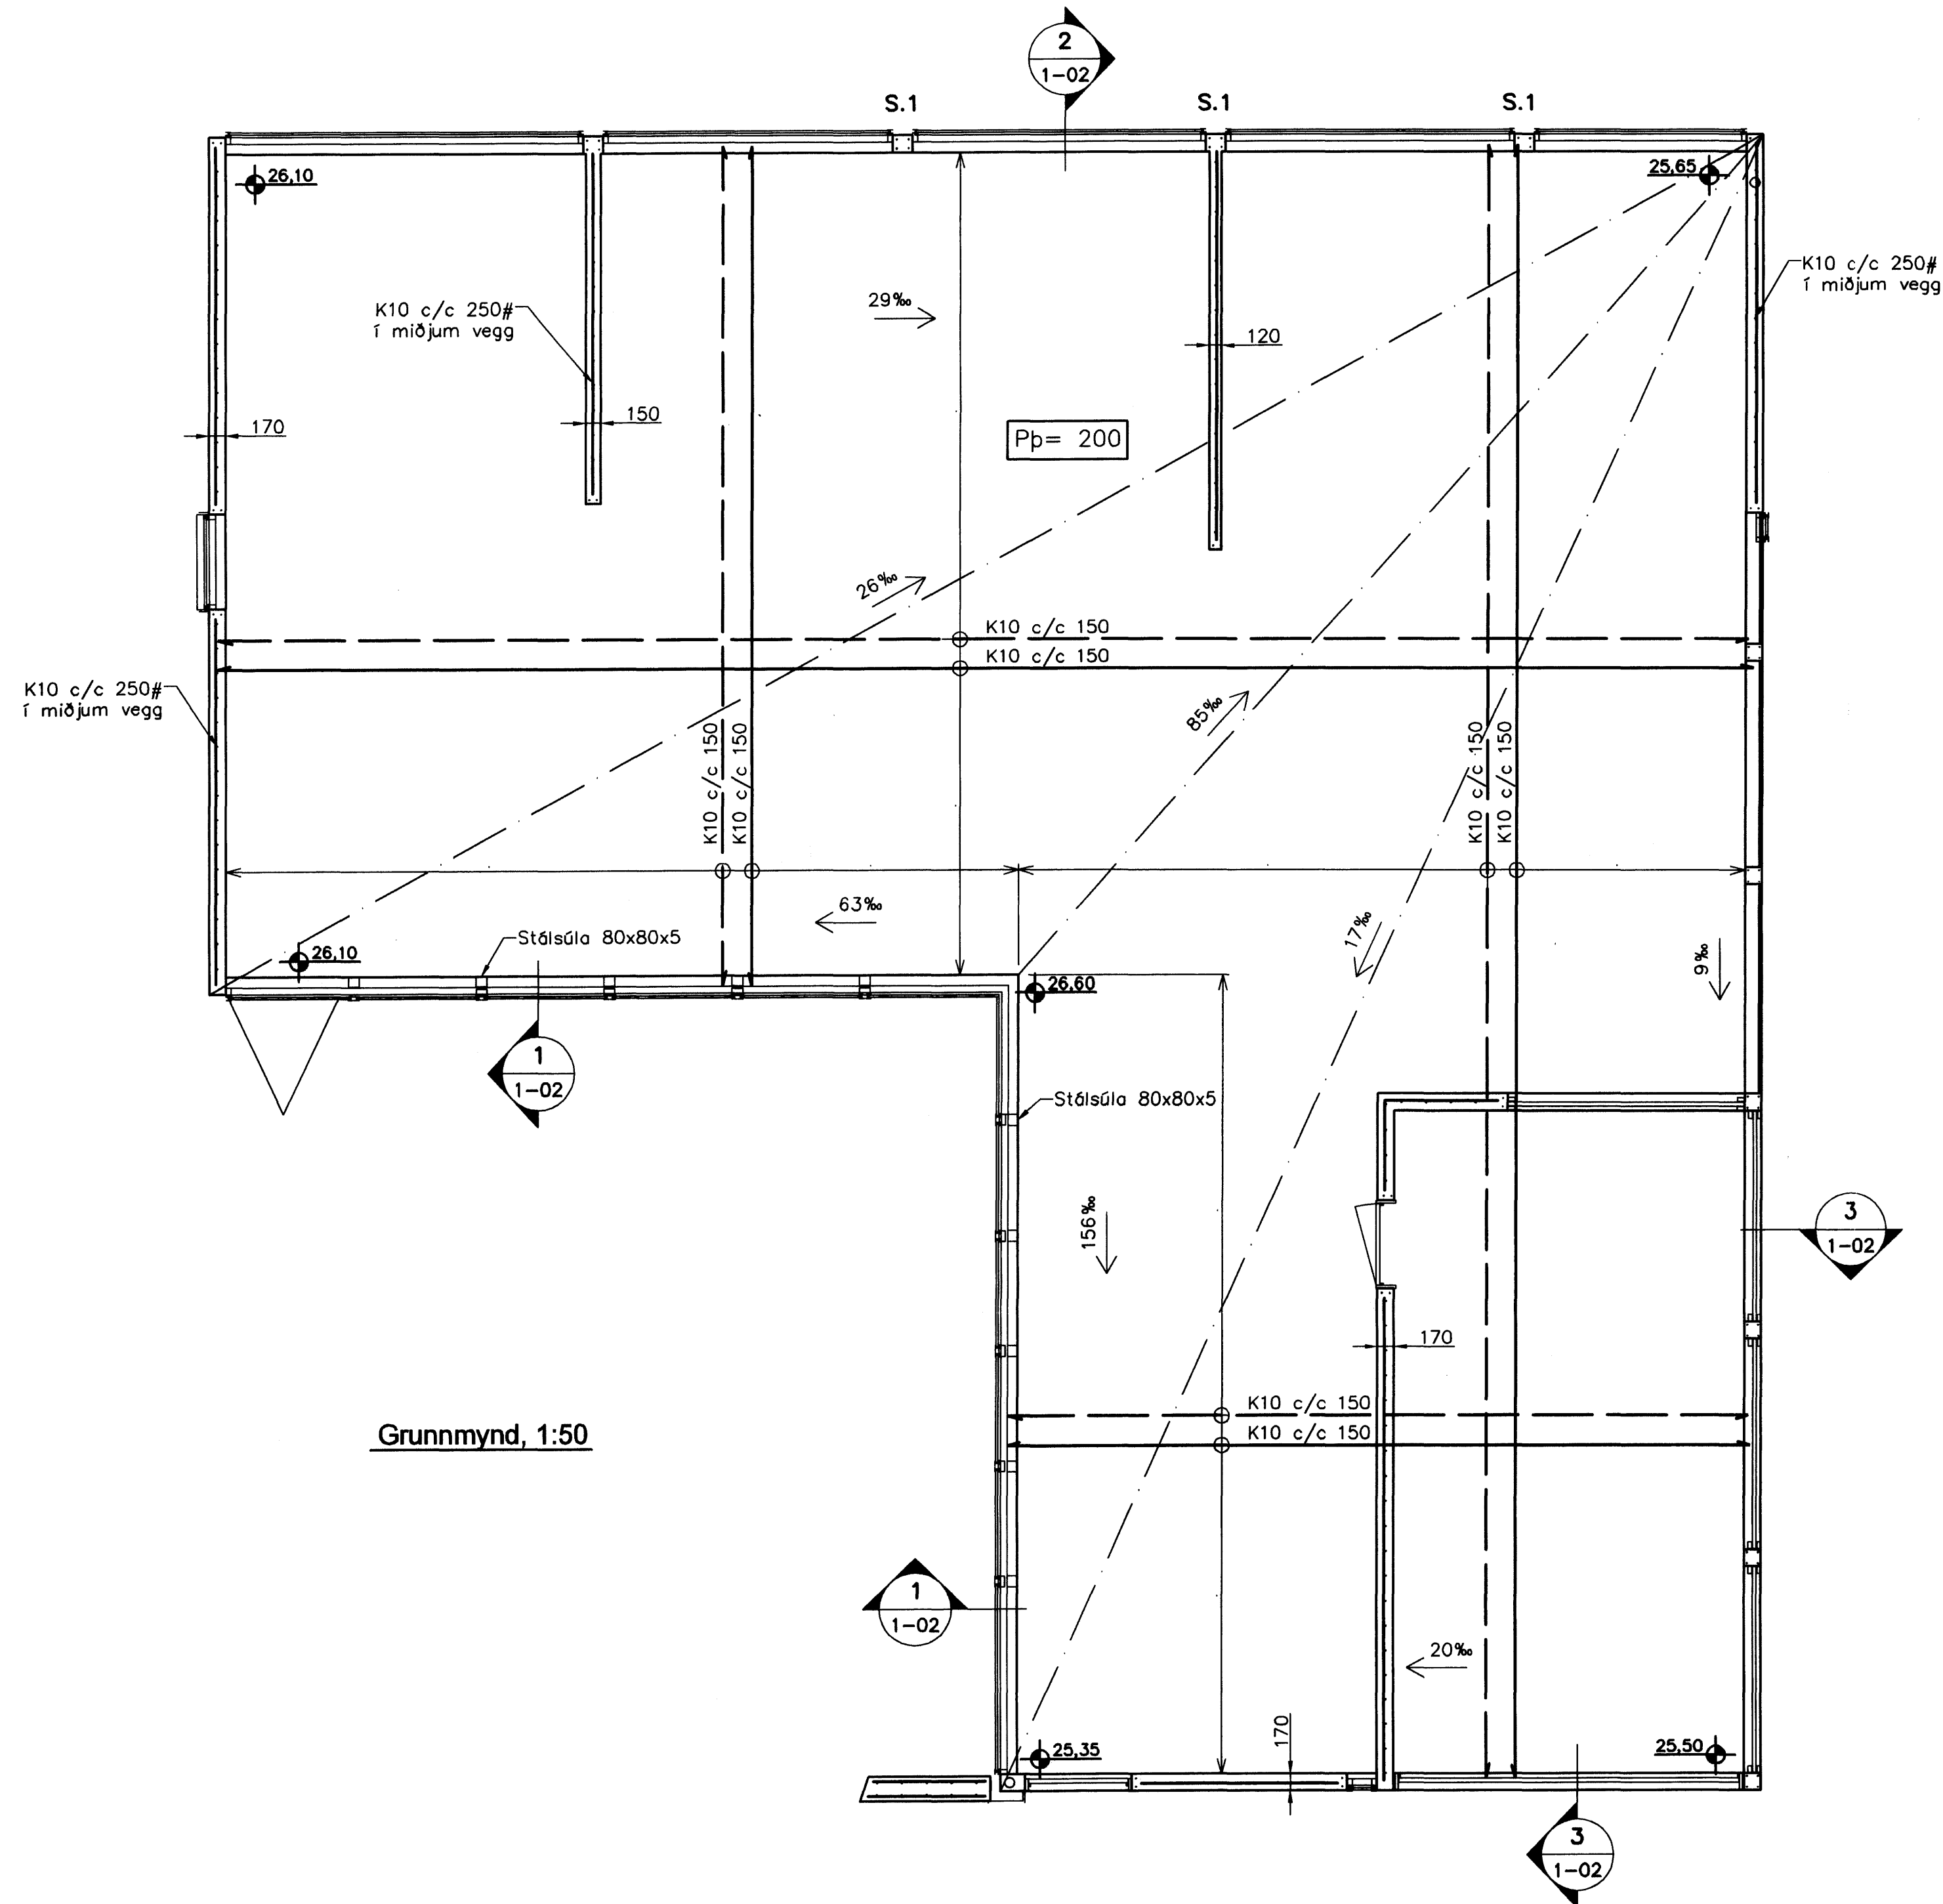 2
1-02
S.1
S.1
S.1
26,10
25,65
K10 c/c 250#
í miðjum vegg
29‰
K10 c/c 250#
í miðjum vegg
120
150
170
Pþ= 200
26‰
K10 c/c 150
K10 c/c 150
K10 c/c 250#
í miðjum vegg
85‰
K10 c/c 150
K10 c/c 150
K10 c/c 150
K10 c/c 150
63‰
17‰
9‰
Stálsúla 80x80x5
26,10
26,60
1
1-02
Stálsúla 80x80x5
156‰
3
1-02
170
K10 c/c 150
K10 c/c 150
Grunnmynd, 1:50
1
1-02
20‰
170
25,35
25,50
3
1-02